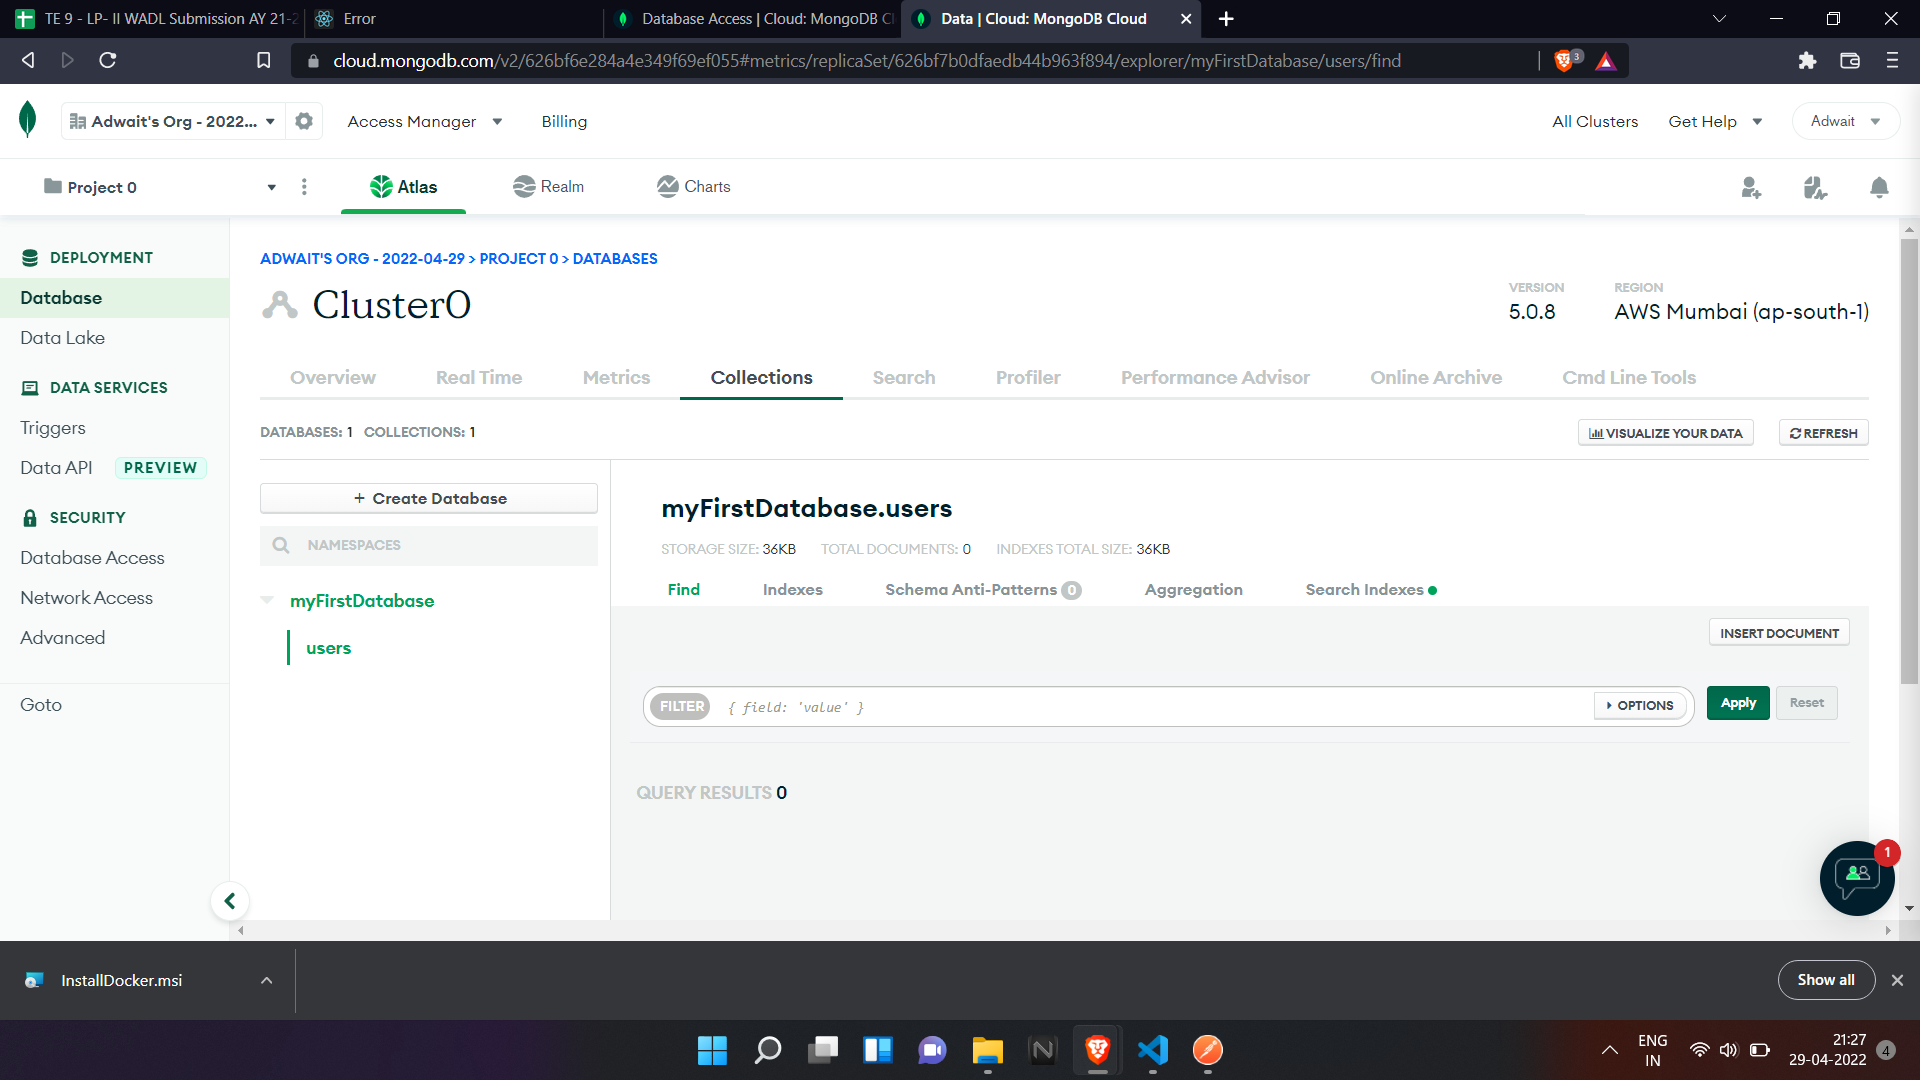 TE 9 - LP- II WADL Submission AY 21-2
Error
Database Access | Cloud: MongoDB Cl
Data | Cloud: MongoDB Cloud
cloud.mongodb.com/v2/626bf6e284a4e349f69ef055#metrics/replicaSet/626bf7b0dfaedb44b963f894/explorer/myFirstDatabase/users/find
3
Adwait's Org - 2022...
Access Manager
Billing
All Clusters
Get Help
Adwait
Project 0
Atlas
Realm
Charts
DEPLOYMENT
Database
Data Lake
DATA SERVICES
Triggers
Data API PREVIEW
SECURITY
Database Access
Network Access
Advanced
Goto
ADWAIT'S ORG - 2022-04-29 > PROJECT 0 > DATABASES
Cluster0
VERSION
5.0.8
REGION
AWS Mumbai (ap-south-1)
Overview
Real Time
Metrics
Collections
Search
Profiler
Performance Advisor
Online Archive
Cmd Line Tools
DATABASES: 1 COLLECTIONS: 1
VISUALIZE YOUR DATA
REFRESH
+ Create Database
NAMESPACES
myFirstDatabase
users
myFirstDatabase.users
STORAGE SIZE: 36KB TOTAL DOCUMENTS: 0 INDEXES TOTAL SIZE: 36KB
Find
Indexes
Schema Anti-Patterns 0
Aggregation
Search Indexes
INSERT DOCUMENT
FILTER { field: 'value' }
OPTIONS
Apply
Reset
QUERY RESULTS 0
1
InstallDocker.msi
Show all
ENG
IN
21:27
29-04-2022
4